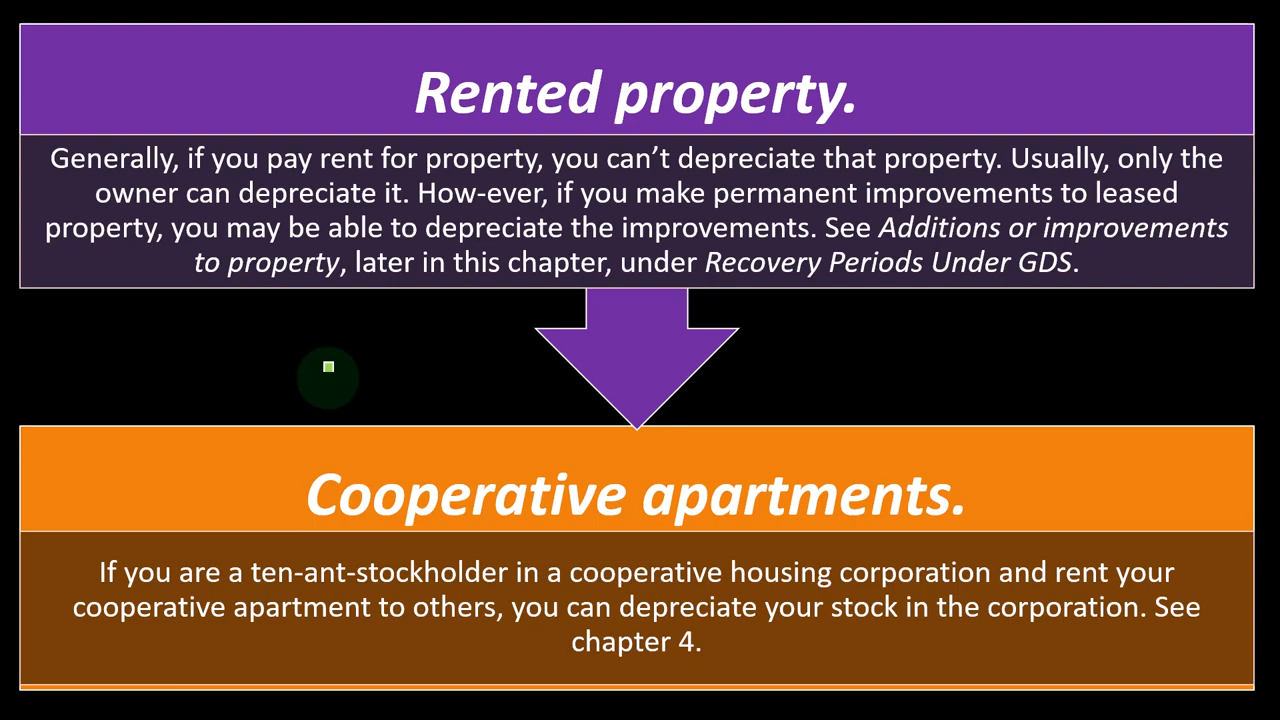 Rented property.
Generally, if you pay rent for property, you can’t depreciate that property. Usually, only the
owner can depreciate it. How-ever, if you make permanent improvements to leased
property, you may be able to depreciate the improvements. See Additions or improvements
to property, later in this chapter, under Recovery Periods Under GDS.
Cooperative apartments.
If you are a ten-ant-stockholder in a cooperative housing corporation and rent your
cooperative apartment to others, you can depreciate your stock in the corporation. See
chapter 4.